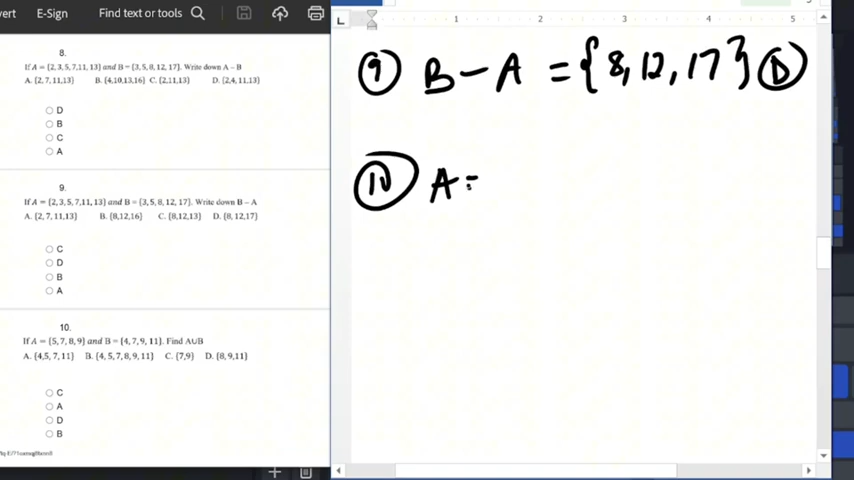 vert
E-Sign
Find text or tools
8.
If A = {2, 3, 5, 7,11, 13} and B = {3, 5, 8, 12, 17}. Write down A – B
A. {2, 7, 11,13} B. {4,10,13,16} C. {2,11,13} D. {2,4, 11,13}
D
B
C
A
9.
If A = {2, 3, 5, 7, 11, 13} and B = {3, 5, 8, 12, 17}. Write down B – A
A. {2, 7, 11,13} B. {8,12,16} C. {8,12,13} D. {8, 12,17}
C
D
B
A
10.
If A = {5, 7, 8, 9} and B = {4, 7, 9, 11}. Find A∪B
A. {4,5, 7, 11} B. {4, 5, 7, 8, 9, 11} C. {7,9} D. {8, 9,11}
C
A
D
B
1 2 3 4 5
9 B – A = {8, 12, 17} D
10 A =